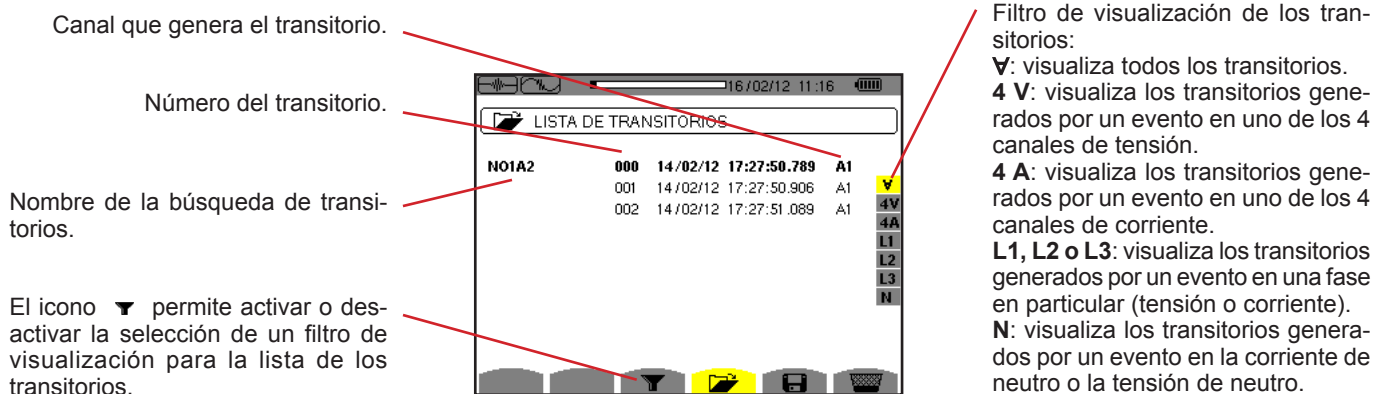 Canal que genera el transitorio.
Número del transitorio.
Nombre de la búsqueda de transi-
torios.
El icono permite activar o des-
activar la selección de un filtro de
visualización para la lista de los
transitorios.
16/02/12 11:16
LISTA DE TRANSITORIOS
NO1A2 000 14/02/12 17:27:50.789 A1
001 14/02/12 17:27:50.906 A1
002 14/02/12 17:27:51.089 A1
∀
4V
4A
L1
L2
L3
N
Filtro de visualización de los tran-
sitorios:
∀: visualiza todos los transitorios.
4 V: visualiza los transitorios gene-
rados por un evento en uno de los 4
canales de tensión.
4 A: visualiza los transitorios gene-
rados por un evento en uno de los 4
canales de corriente.
L1, L2 o L3: visualiza los transitorios
generados por un evento en una fase
en particular (tensión o corriente).
N: visualiza los transitorios genera-
dos por un evento en la corriente de
neutro o la tensión de neutro.